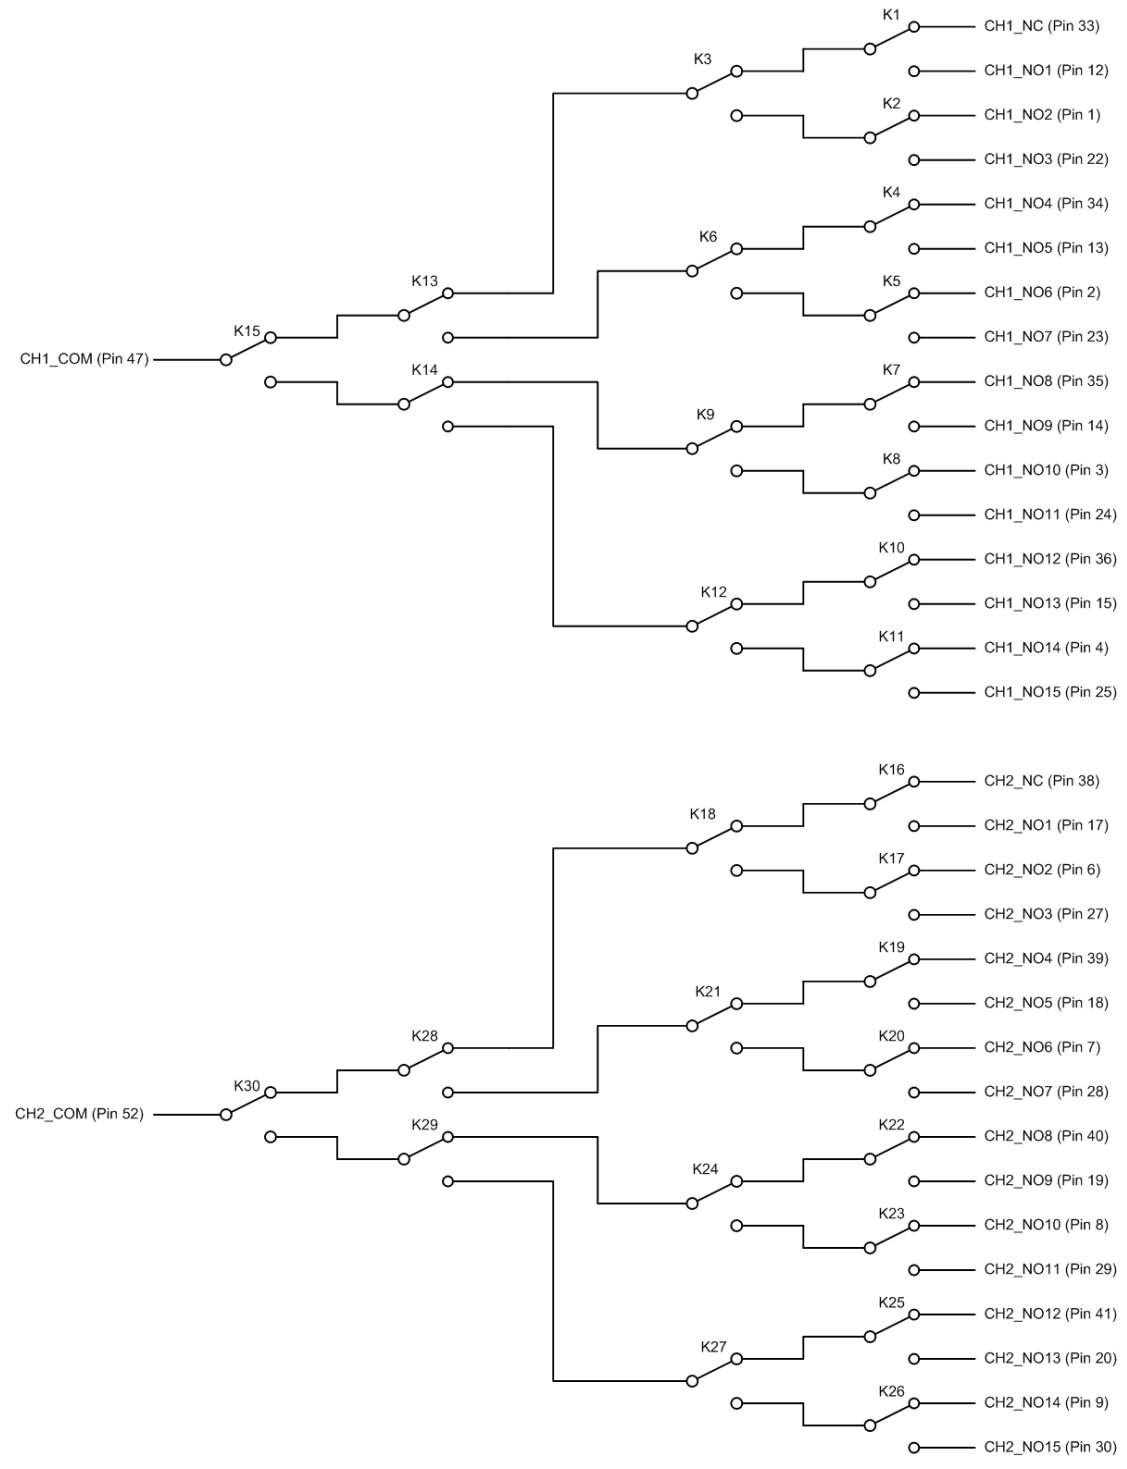 K1
CH1_NC (Pin 33)
K3
CH1_NO1 (Pin 12)
K2
CH1_NO2 (Pin 1)
CH1_NO3 (Pin 22)
K4
CH1_NO4 (Pin 34)
K6
CH1_NO5 (Pin 13)
K13
K5
CH1_NO6 (Pin 2)
K15
CH1_NO7 (Pin 23)
CH1_COM (Pin 47)
K14
K7
CH1_NO8 (Pin 35)
K9
CH1_NO9 (Pin 14)
K8
CH1_NO10 (Pin 3)
CH1_NO11 (Pin 24)
K10
CH1_NO12 (Pin 36)
K12
CH1_NO13 (Pin 15)
K11
CH1_NO14 (Pin 4)
CH1_NO15 (Pin 25)
K16
CH2_NC (Pin 38)
K18
CH2_NO1 (Pin 17)
K17
CH2_NO2 (Pin 6)
CH2_NO3 (Pin 27)
K19
CH2_NO4 (Pin 39)
K21
CH2_NO5 (Pin 18)
K28
K20
CH2_NO6 (Pin 7)
K30
CH2_NO7 (Pin 28)
CH2_COM (Pin 52)
K29
K22
CH2_NO8 (Pin 40)
K24
CH2_NO9 (Pin 19)
K23
CH2_NO10 (Pin 8)
CH2_NO11 (Pin 29)
K25
CH2_NO12 (Pin 41)
K27
CH2_NO13 (Pin 20)
K26
CH2_NO14 (Pin 9)
CH2_NO15 (Pin 30)